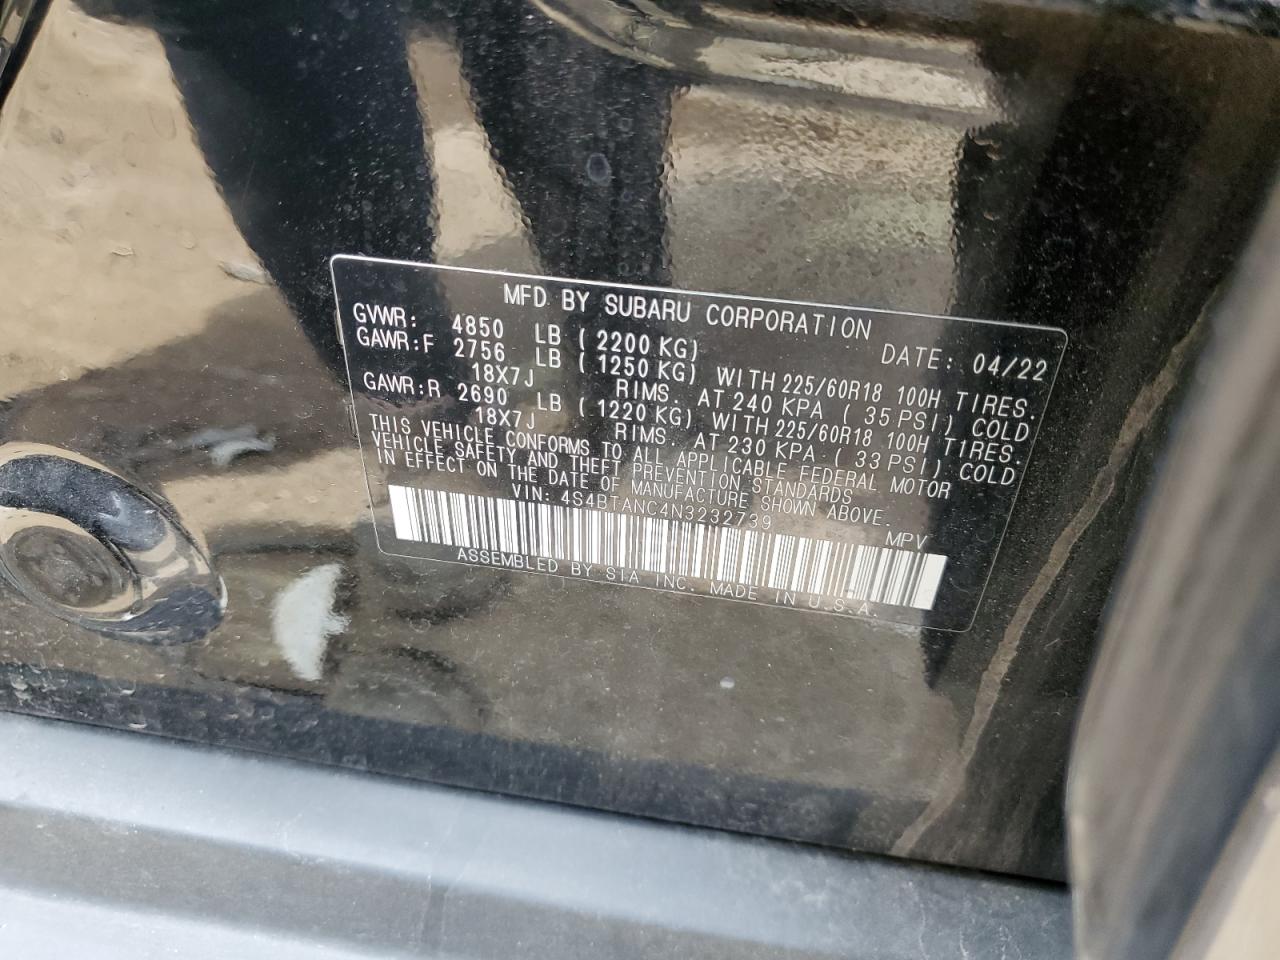 MFD BY SUBARU CORPORATION
GVWR: 4850 LB ( 2200 KG) DATE: 04/22
GAWR:F 2756 LB ( 1250 KG) WITH 225/60R18 100H TIRES.
18X7J RIMS. AT 240 KPA ( 35 PSI) COLD
GAWR:R 2690 LB ( 1220 KG) WITH 225/60R18 100H TIRES.
18X7J RIMS. AT 230 KPA ( 33 PSI) COLD
THIS VEHICLE CONFORMS TO ALL APPLICABLE FEDERAL MOTOR
VEHICLE SAFETY AND THEFT PREVENTION STANDARDS
IN EFFECT ON THE DATE OF MANUFACTURE SHOWN ABOVE.
VIN: 4S4BTANC4N3232739 MPV
ASSEMBLED BY SIA INC. MADE IN U.S.A